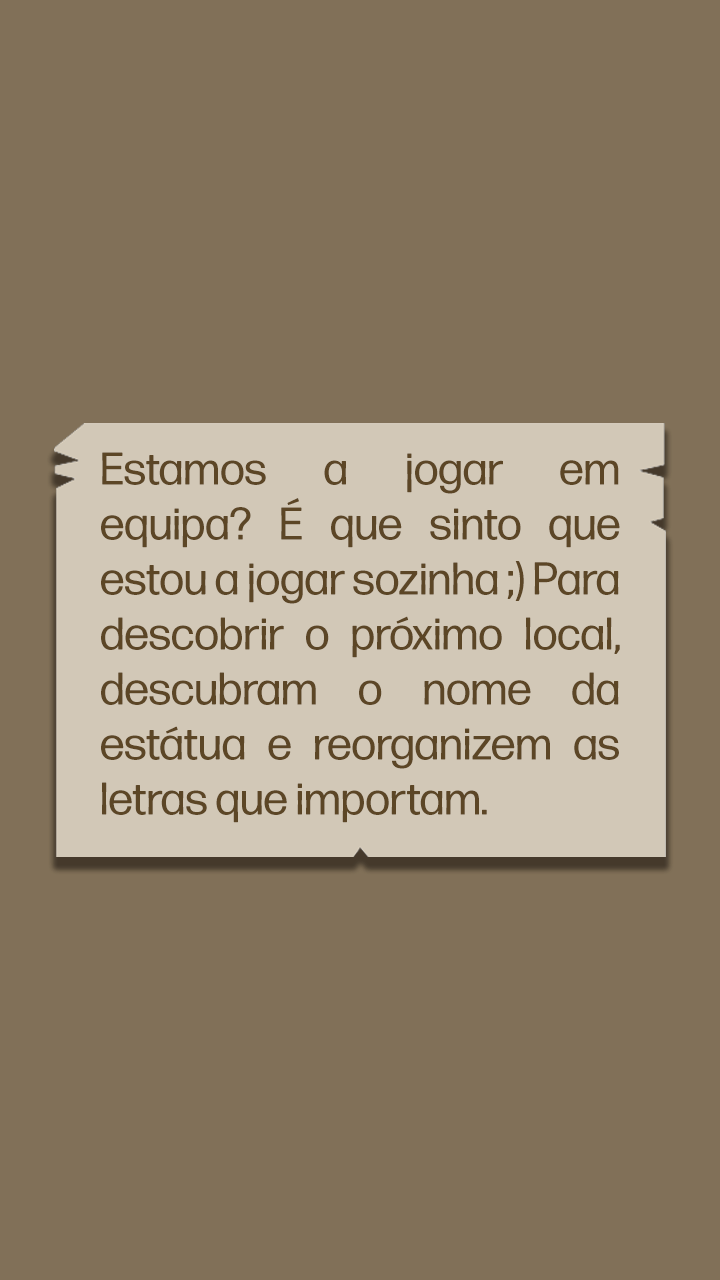 Estamos a jogar em
equipa? É que sinto que
estou a jogar sozinha ;) Para
descobrir o próximo local,
descubram o nome da
estátua e reorganizem as
letras que importam.